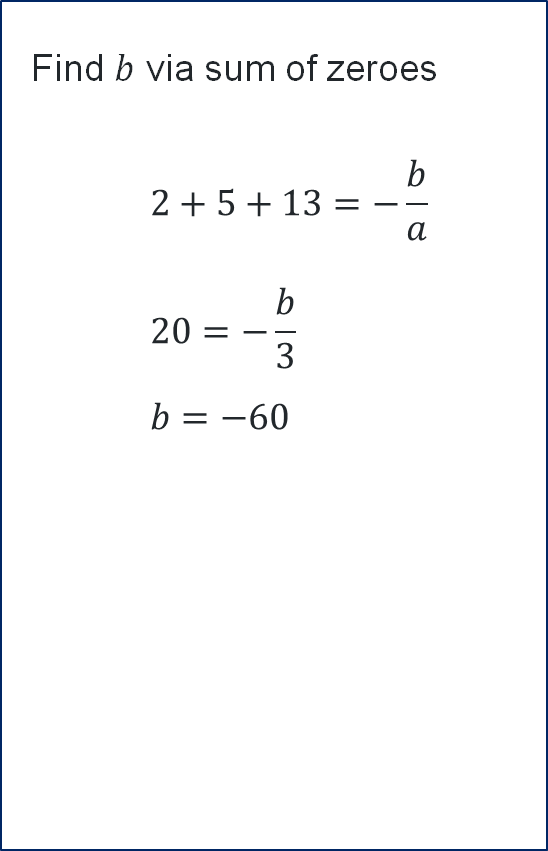 Find b via sum of zeroes
2 + 5 + 13 = −b/a
20 = −b/3
b = −60